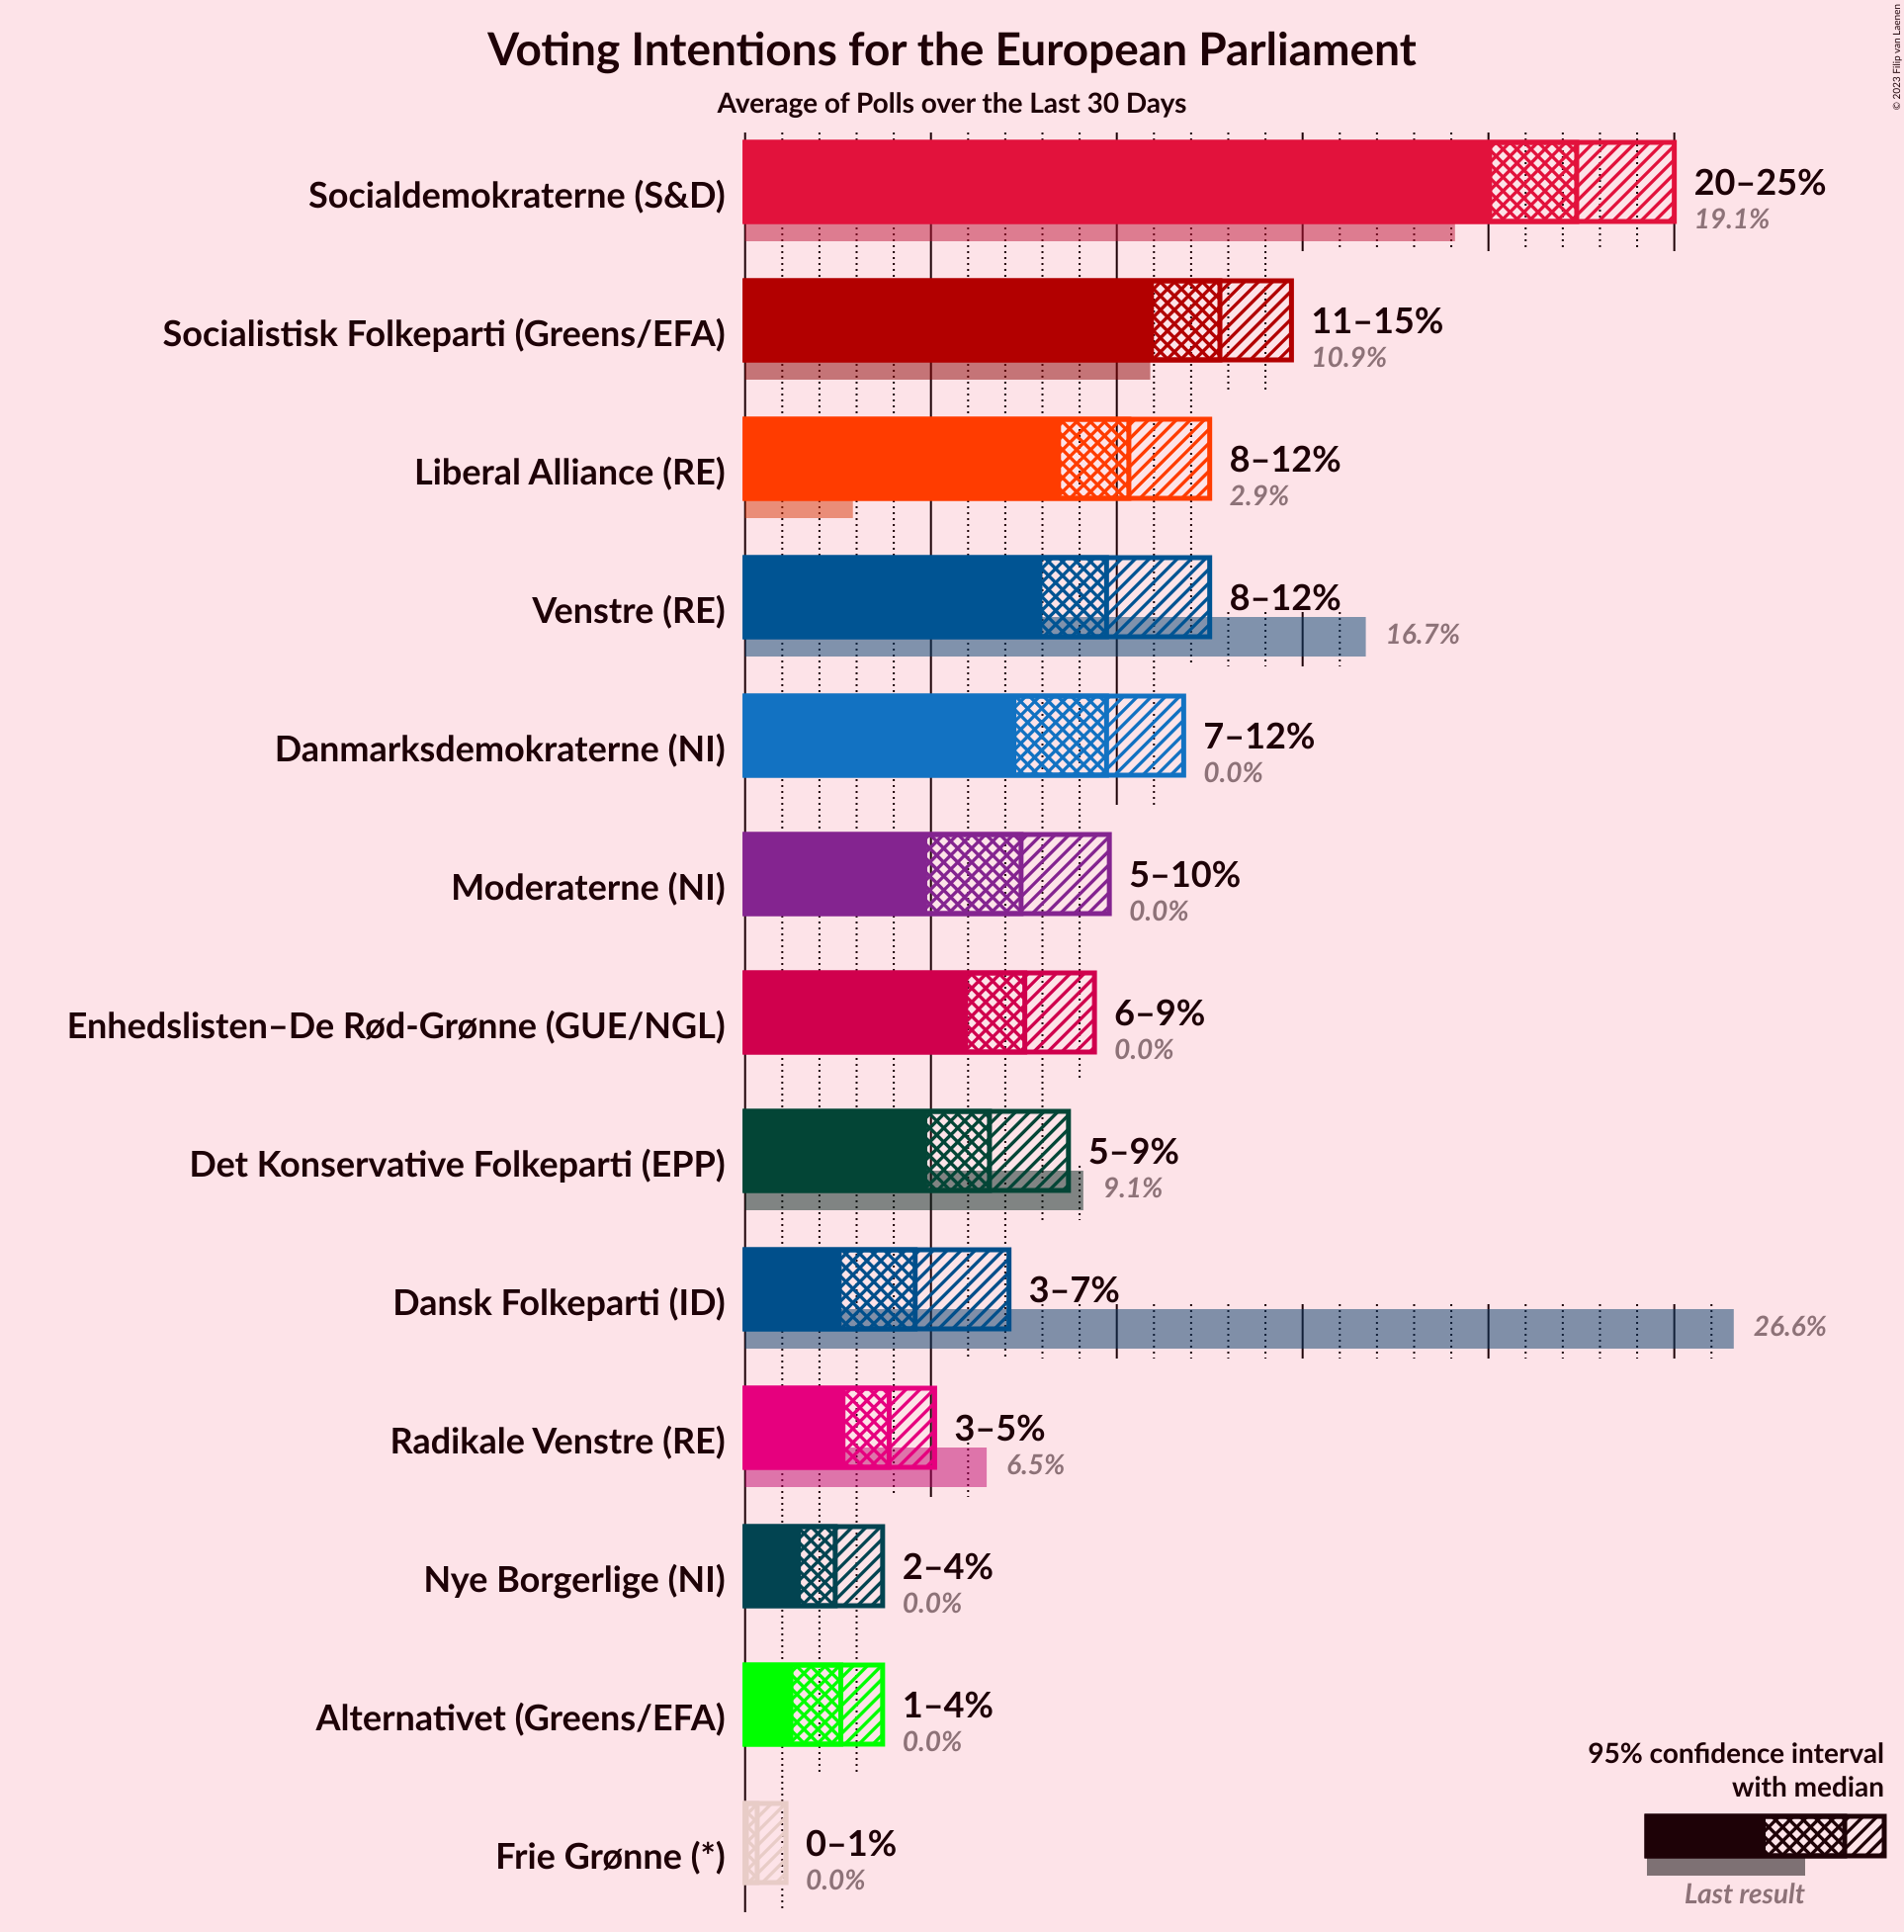 Voting Intentions for the European Parliament
Average of Polls over the Last 30 Days
© 2023 Filip van Laenen
Socialdemokraterne (S&D)
20–25%
19.1%
Socialistisk Folkeparti (Greens/EFA)
11–15%
10.9%
Liberal Alliance (RE)
8–12%
2.9%
Venstre (RE)
8–12%
16.7%
Danmarksdemokraterne (NI)
7–12%
0.0%
Moderaterne (NI)
5–10%
0.0%
Enhedslisten–De Rød-Grønne (GUE/NGL)
6–9%
0.0%
Det Konservative Folkeparti (EPP)
5–9%
9.1%
Dansk Folkeparti (ID)
3–7%
26.6%
Radikale Venstre (RE)
3–5%
6.5%
Nye Borgerlige (NI)
2–4%
0.0%
Alternativet (Greens/EFA)
1–4%
0.0%
Frie Grønne (*)
0–1%
0.0%
95% confidence interval
with median
Last result